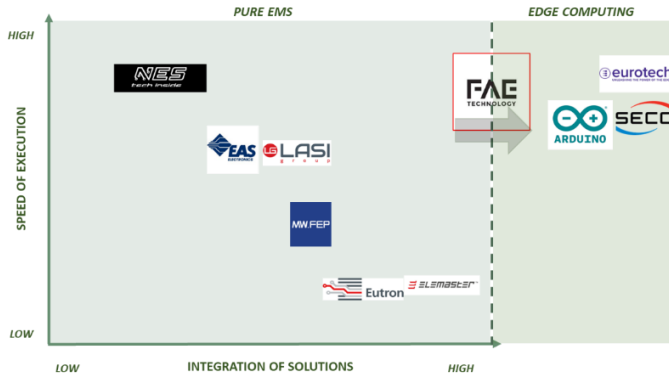 PURE EMS
EDGE COMPUTING
HIGH
NES
tech inside
FAE
TECHNOLOGY
eurotech
ARDUINO
SECO
EAS
ELECTRONICS
LG LASI
group
MW.FEP
Eutron
ELEMASTER
SPEED OF EXECUTION
LOW
LOW
INTEGRATION OF SOLUTIONS
HIGH